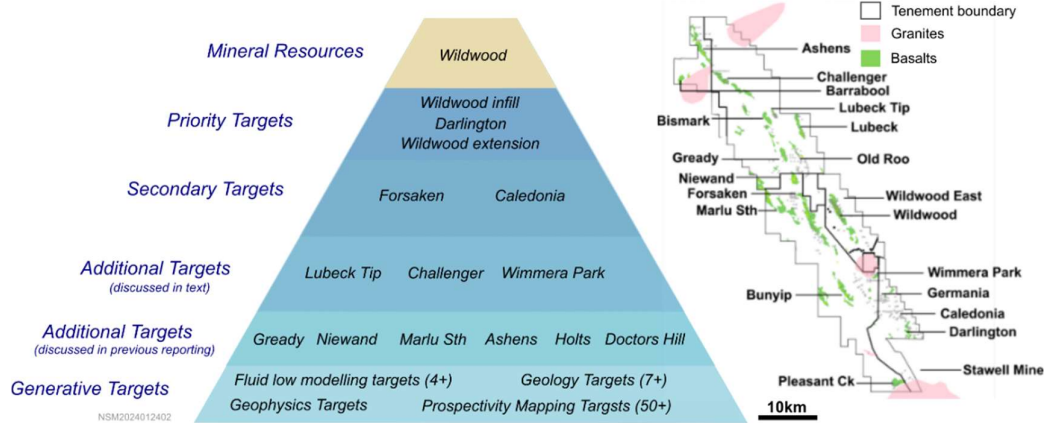 Mineral Resources
Wildwood
Priority Targets
Wildwood infill
Darlington
Wildwood extension
Secondary Targets
Forsaken Caledonia
Additional Targets
(discussed in text)
Lubeck Tip Challenger Wimmera Park
Additional Targets
(discussed in previous reporting)
Gready Niewand Marlu Sth Ashens Holts Doctors Hill
Generative Targets
Fluid low modelling targets (4+) Geology Targets (7+)
Geophysics Targets Prospectivity Mapping Targsts (50+)
NSM2024012402
Tenement boundary
Granites
Basalts
Ashens
Challenger
Barrabool
Lubeck Tip
Bismark
Lubeck
Gready
Old Roo
Niewand
Forsaken
Wildwood East
Marlu Sth
Wildwood
Wimmera Park
Bunyip
Germania
Caledonia
Darlington
Stawell Mine
Pleasant Ck
10km